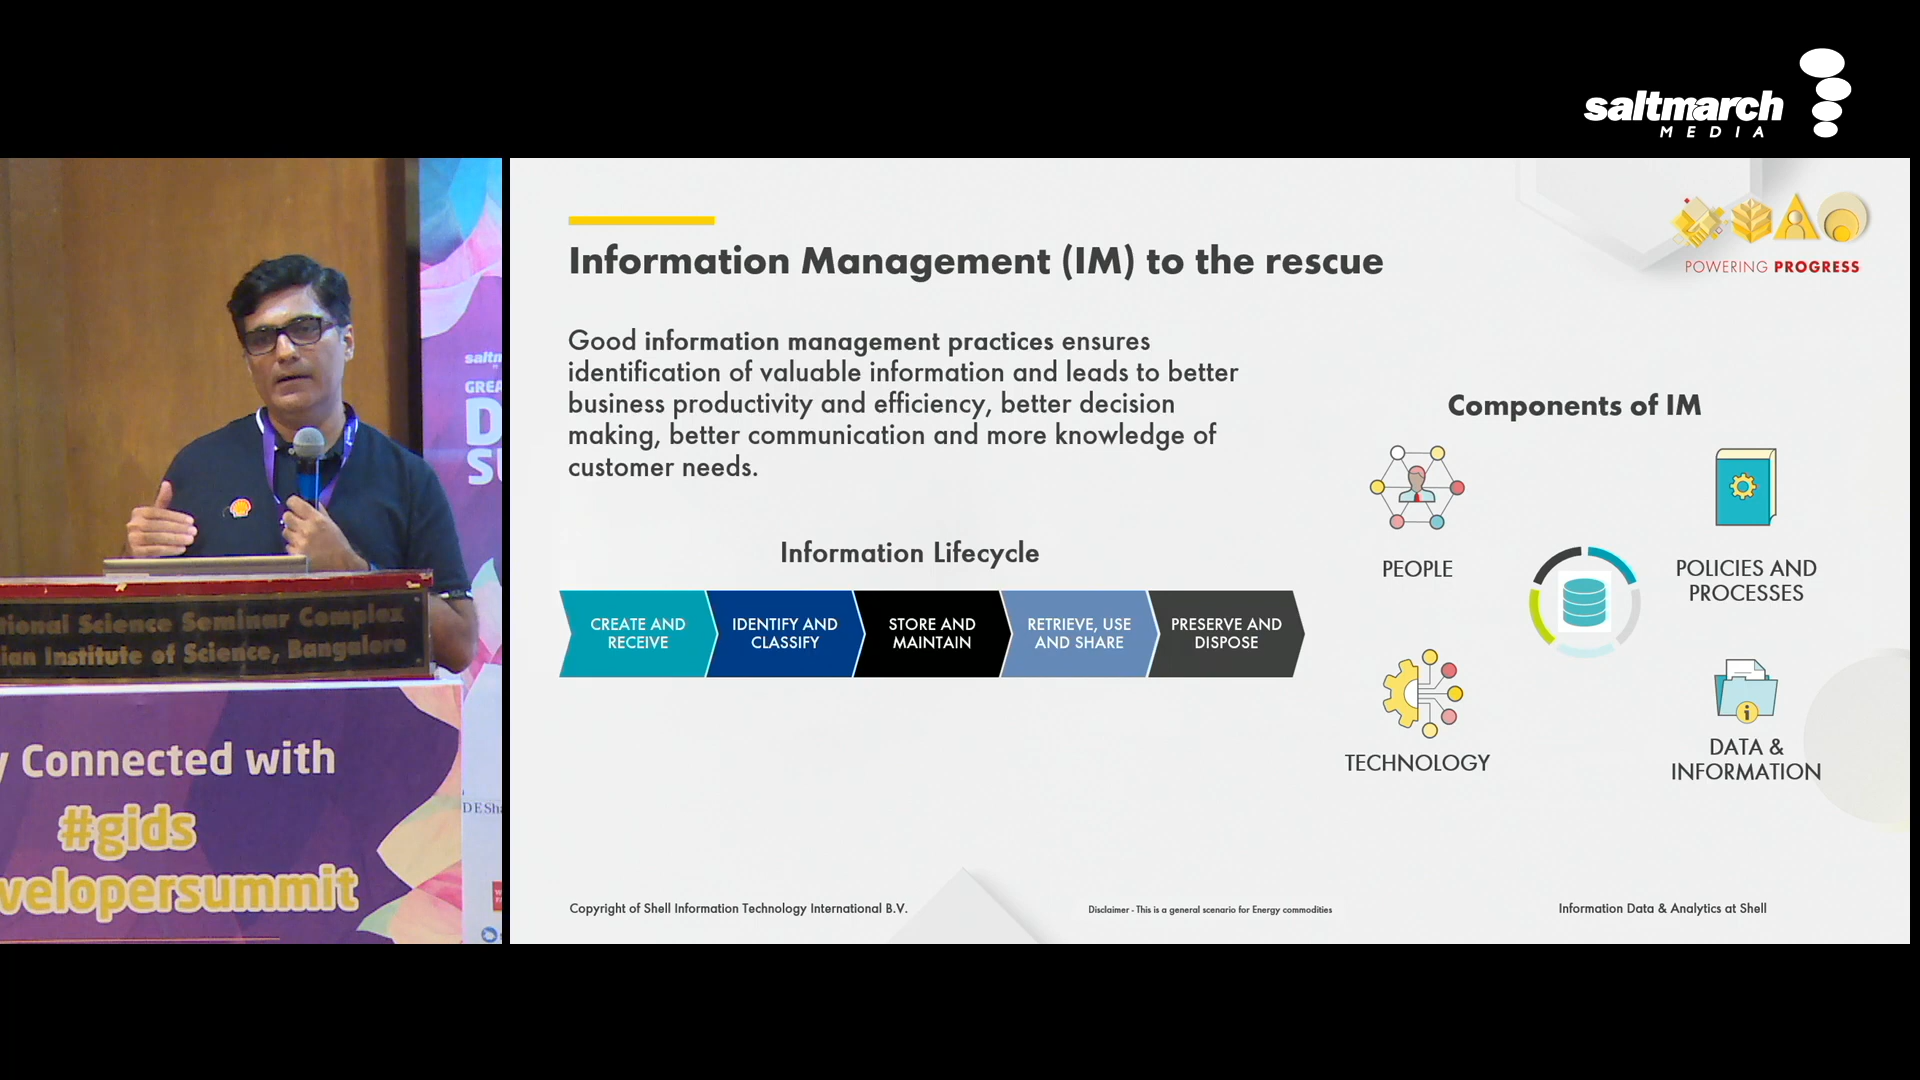 saltmarch
MEDIA
Information Management (IM) to the rescue
POWERING PROGRESS
Good information management practices ensures
identification of valuable information and leads to better
business productivity and efficiency, better decision
making, better communication and more knowledge of
customer needs.
Information Lifecycle
CREATE AND
RECEIVE
IDENTIFY AND
CLASSIFY
STORE AND
MAINTAIN
RETRIEVE, USE
AND SHARE
PRESERVE AND
DISPOSE
Components of IM
PEOPLE
POLICIES AND
PROCESSES
TECHNOLOGY
DATA &
INFORMATION
Copyright of Shell Information Technology International B.V.
Disclaimer - This is a general scenario for Energy commodities
Information Data & Analytics at Shell
saltm
GREA
D
SU
tional Science Seminar Complex
ian Institute of Science, Bangalore
y Connected with
#gids
velopersummit
DESha